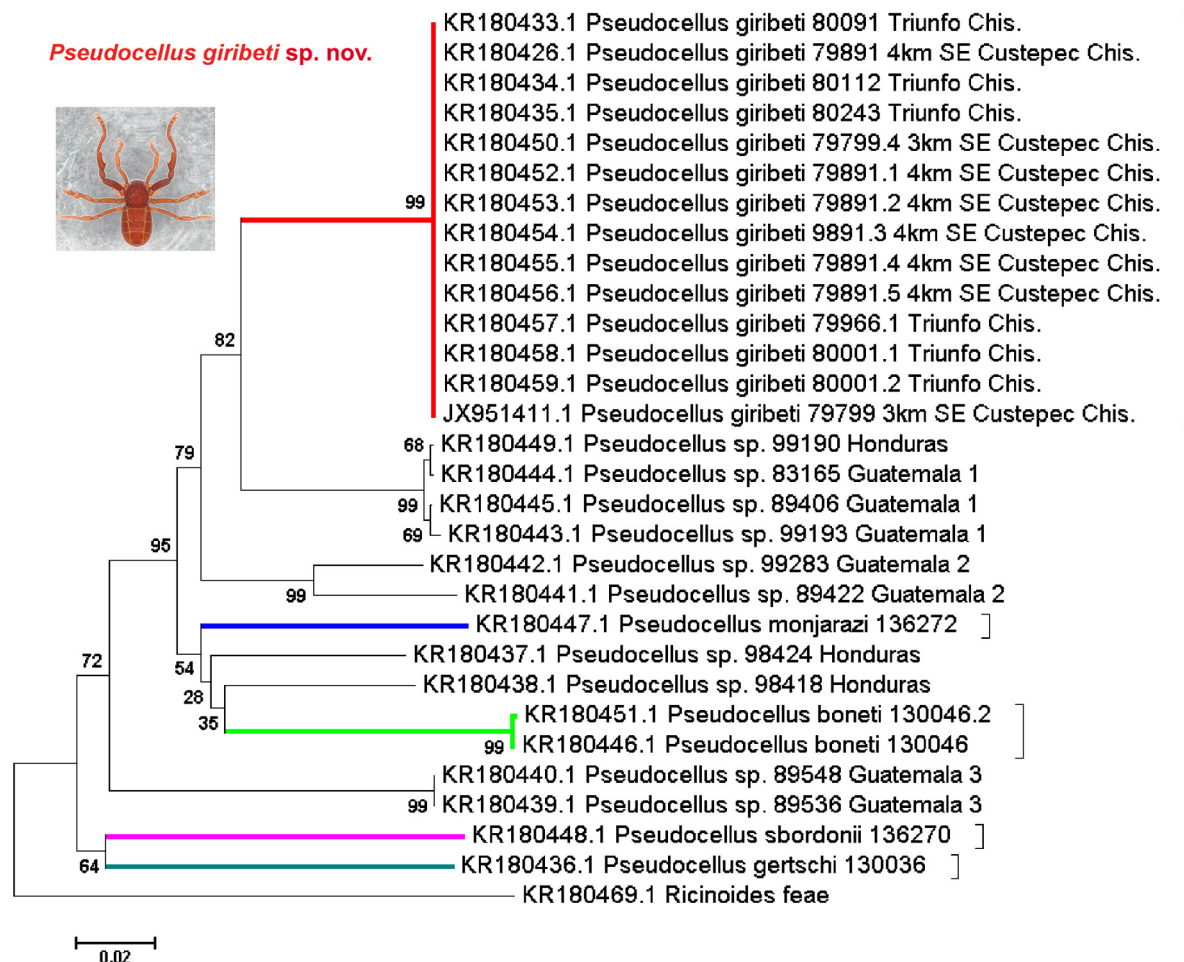 KR180433.1 Pseudocellus giribeti 80091 Triunfo Chis.
Pseudocellus giribeti sp. nov.
KR180426.1 Pseudocellus giribeti 79891 4km SE Custepec Chis.
KR180434.1 Pseudocellus giribeti 80112 Triunfo Chis.
KR180435.1 Pseudocellus giribeti 80243 Triunfo Chis.
KR180450.1 Pseudocellus giribeti 79799.4 3km SE Custepec Chis.
KR180452.1 Pseudocellus giribeti 79891.1 4km SE Custepec Chis.
KR180453.1 Pseudocellus giribeti 79891.2 4km SE Custepec Chis.
99
KR180454.1 Pseudocellus giribeti 9891.3 4km SE Custepec Chis.
KR180455.1 Pseudocellus giribeti 79891.4 4km SE Custepec Chis.
KR180456.1 Pseudocellus giribeti 79891.5 4km SE Custepec Chis.
KR180457.1 Pseudocellus giribeti 79966.1 Triunfo Chis.
82
KR180458.1 Pseudocellus giribeti 80001.1 Triunfo Chis.
KR180459.1 Pseudocellus giribeti 80001.2 Triunfo Chis.
JX951411.1 Pseudocellus giribeti 79799 3km SE Custepec Chis.
68
KR180449.1 Pseudocellus sp. 99190 Honduras
79
KR180444.1 Pseudocellus sp. 83165 Guatemala 1
99
KR180445.1 Pseudocellus sp. 89406 Guatemala 1
69
KR180443.1 Pseudocellus sp. 99193 Guatemala 1
95
KR180442.1 Pseudocellus sp. 99283 Guatemala 2
99
KR180441.1 Pseudocellus sp. 89422 Guatemala 2
KR180447.1 Pseudocellus monjarazi 136272
72
54
KR180437.1 Pseudocellus sp. 98424 Honduras
28
KR180438.1 Pseudocellus sp. 98418 Honduras
35
KR180451.1 Pseudocellus boneti 130046.2
99
KR180446.1 Pseudocellus boneti 130046
KR180440.1 Pseudocellus sp. 89548 Guatemala 3
99
KR180439.1 Pseudocellus sp. 89536 Guatemala 3
KR180448.1 Pseudocellus sbordonii 136270
64
KR180436.1 Pseudocellus gertschi 130036
KR180469.1 Ricinoides feae
0.02